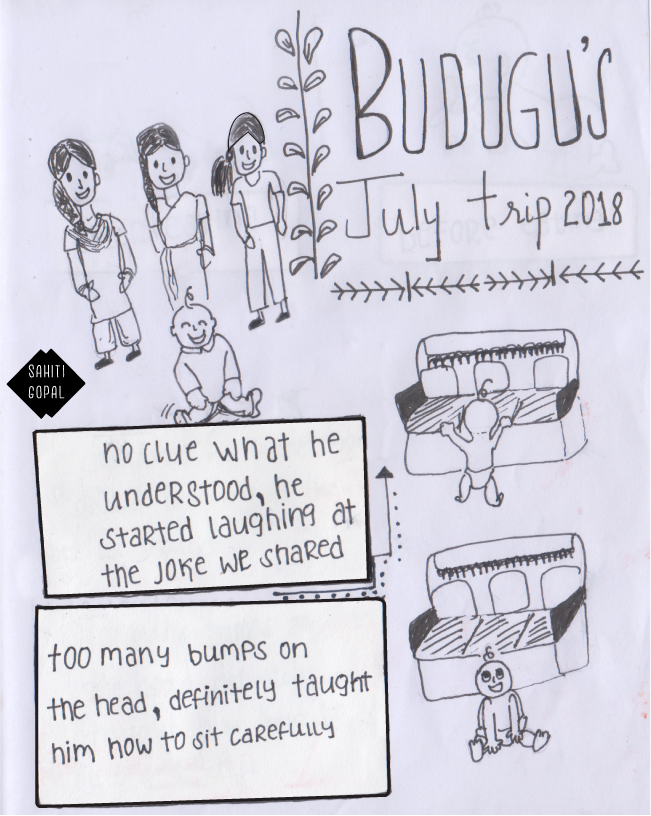 BUDUGU'S
July trip 2018
SAHITI
GOPAL
no clue what he
understood, he
started laughing at
the joke we shared
too many bumps on
the head, definitely taught
him how to sit carefully